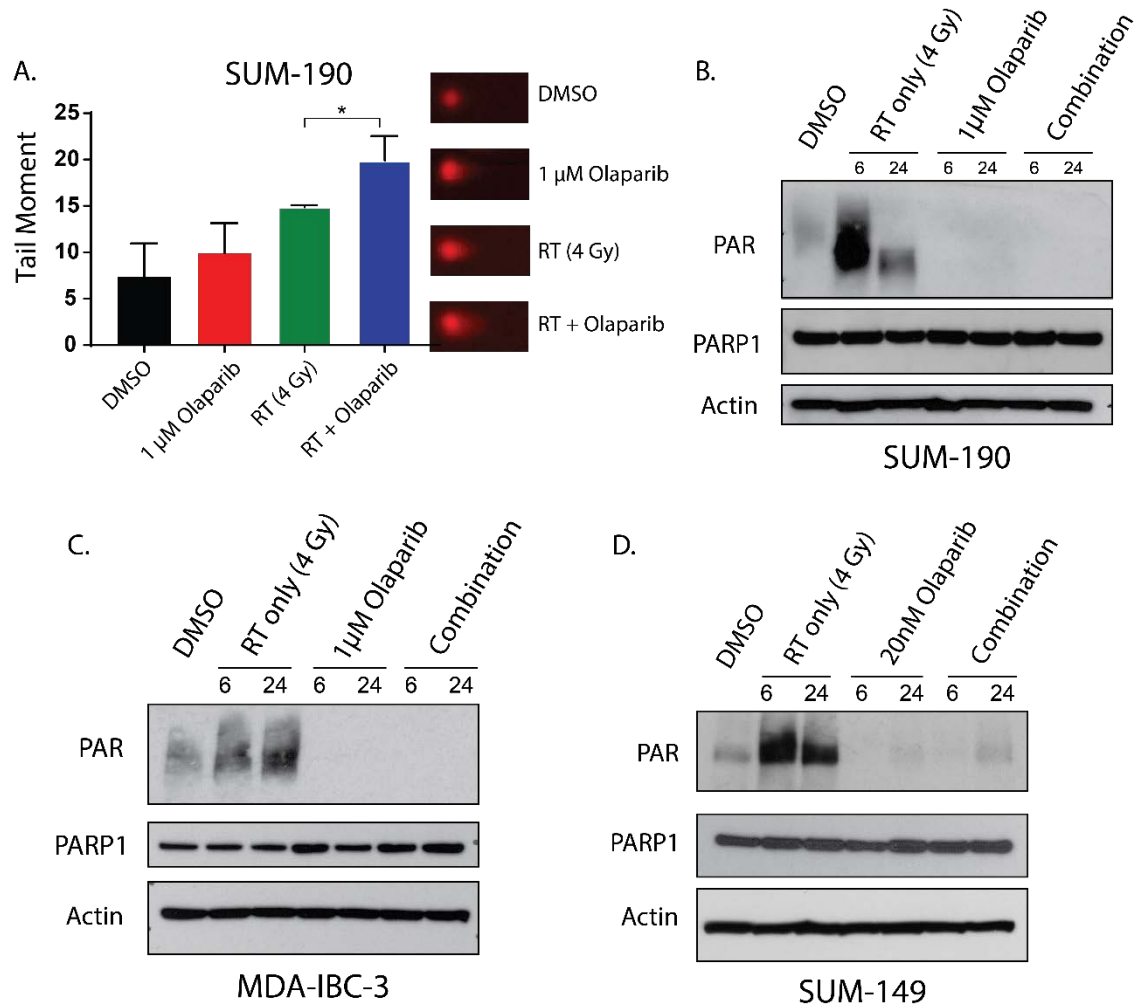 A.
SUM-190
Tail Moment
25
20
15
10
5
0
*
DMSO
1 µM Olaparib
RT (4 Gy)
RT + Olaparib
DMSO
1 µM Olaparib
RT (4 Gy)
RT + Olaparib
B.
DMSO
RT only (4 Gy)
1µM Olaparib
Combination
6 24 6 24 6 24
PAR
PARP1
Actin
SUM-190
C.
DMSO
RT only (4 Gy)
1µM Olaparib
Combination
6 24 6 24 6 24
PAR
PARP1
Actin
MDA-IBC-3
D.
DMSO
RT only (4 Gy)
20nM Olaparib
Combination
6 24 6 24 6 24
PAR
PARP1
Actin
SUM-149